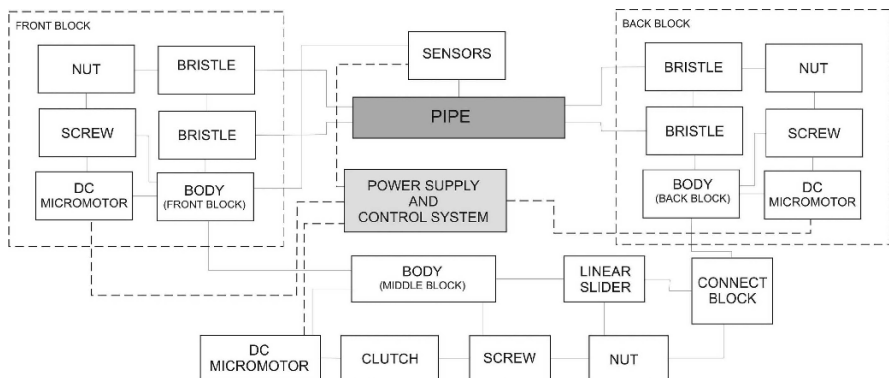 FRONT BLOCK
BACK BLOCK
SENSORS
NUT
BRISTLE
BRISTLE
NUT
PIPE
SCREW
BRISTLE
BRISTLE
SCREW
DC
MICROMOTOR
BODY
(FRONT BLOCK)
POWER SUPPLY
AND
CONTROL SYSTEM
BODY
(BACK BLOCK)
DC
MICROMOTOR
BODY
(MIDDLE BLOCK)
LINEAR
SLIDER
CONNECT
BLOCK
DC
MICROMOTOR
CLUTCH
SCREW
NUT